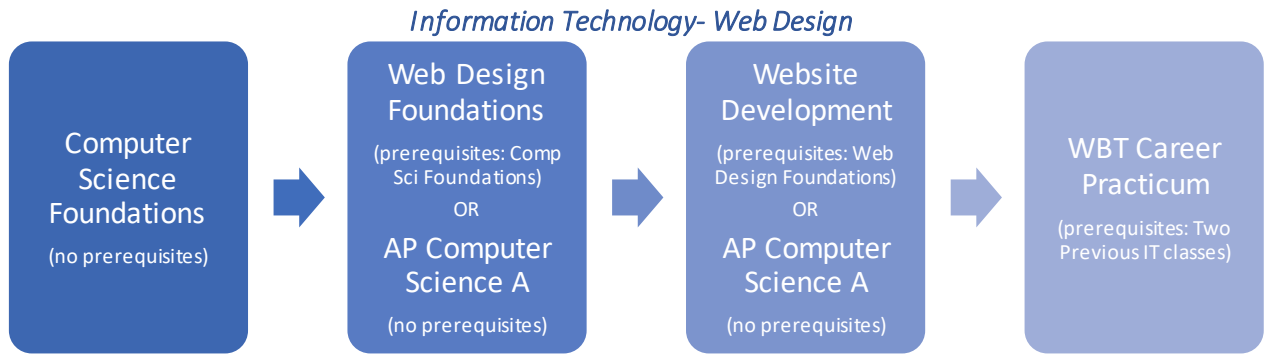 Information Technology- Web Design
Computer
Science
Foundations
(no prerequisites)
Web Design
Foundations
(prerequisites: Comp
Sci Foundations)
OR
AP Computer
Science A
(no prerequisites)
Website
Development
(prerequisites: Web
Design Foundations)
OR
AP Computer
Science A
(no prerequisites)
WBT Career
Practicum
(prerequisites: Two
Previous IT classes)